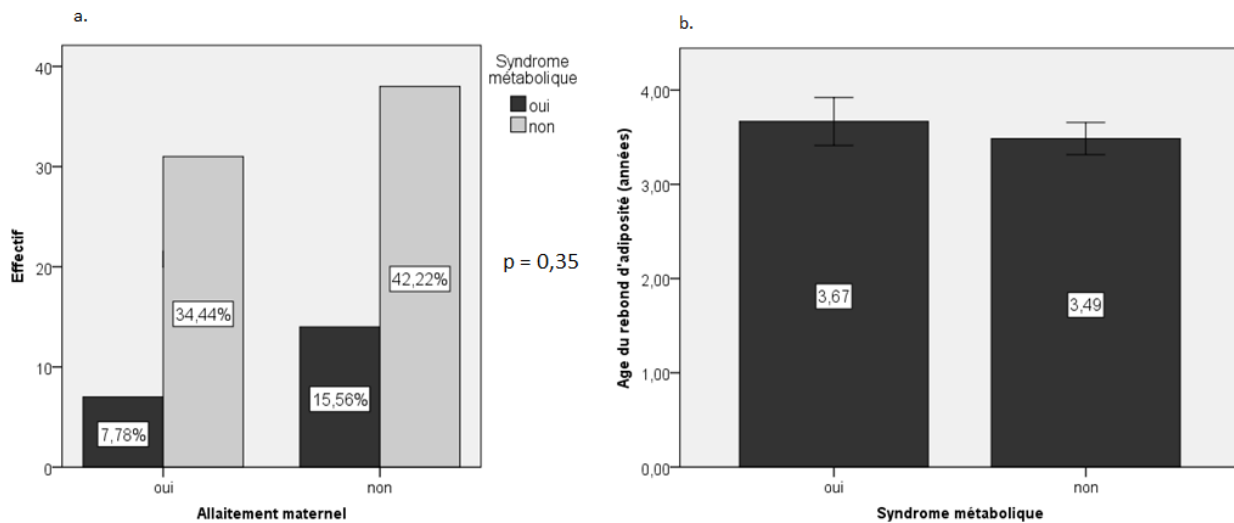 a.
Syndrome
métabolique
oui
non
40
30
20
10
0
Effectif
7,78%
34,44%
15,56%
42,22%
oui
non
Allaitement maternel
p = 0,35
b.
4,00
3,00
2,00
1,00
0,00
Age du rebond d'adiposité (années)
3,67
3,49
oui
non
Syndrome métabolique